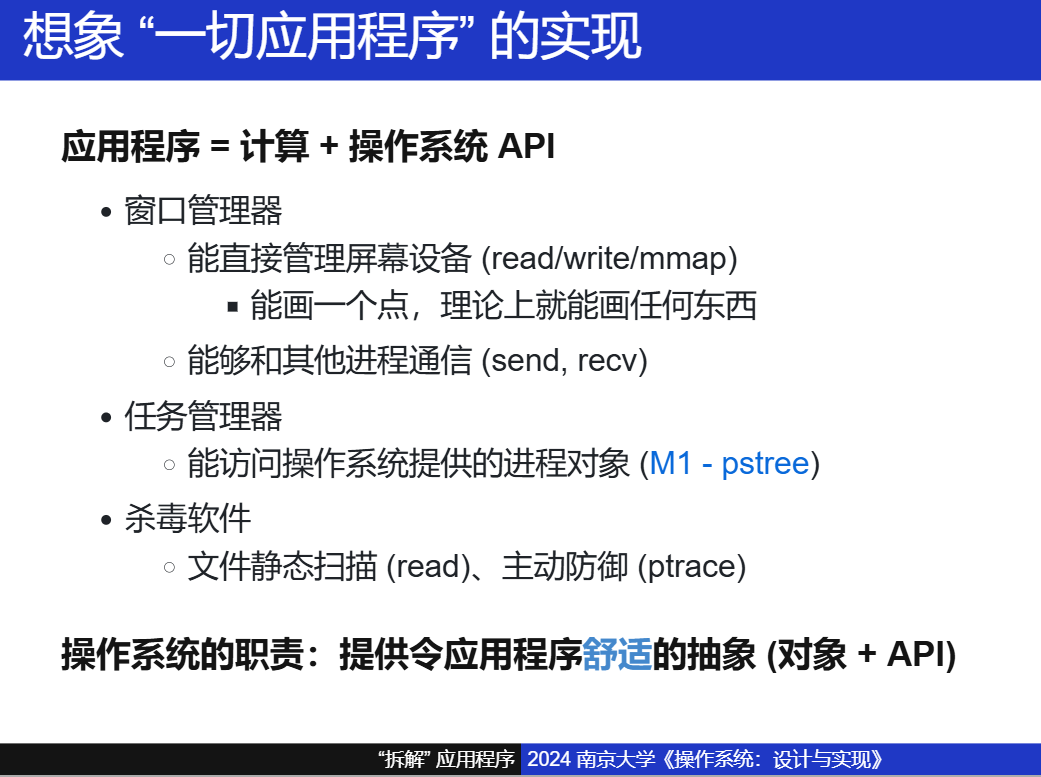 想象 “一切应用程序” 的实现
应用程序 = 计算 + 操作系统 API
• 窗口管理器
○ 能直接管理屏幕设备 (read/write/mmap)
▪ 能画一个点，理论上就能画任何东西
○ 能够和其他进程通信 (send, recv)
• 任务管理器
○ 能访问操作系统提供的进程对象 (M1 - pstree)
• 杀毒软件
○ 文件静态扫描 (read)、主动防御 (ptrace)
操作系统的职责：提供令应用程序舒适的抽象 (对象 + API)
“拆解” 应用程序 2024 南京大学《操作系统：设计与实现》